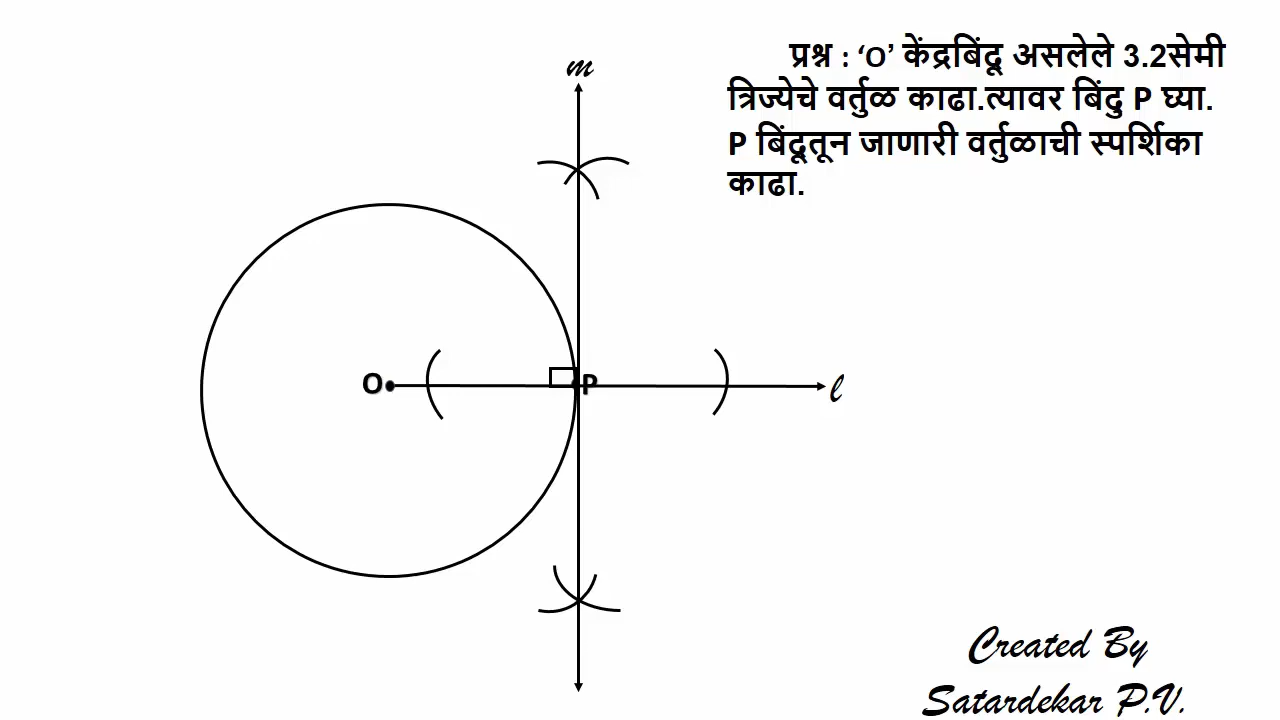 प्रश्न : ‘O’ केंद्रबिंदू असलेले 3.2सेमी
त्रिज्येचे वर्तुळ काढा.त्यावर बिंदु P घ्या.
P बिंदूतून जाणारी वर्तुळाची स्पर्शिका
काढा.
m
O
P
l
Created By
Satardekar P.V.